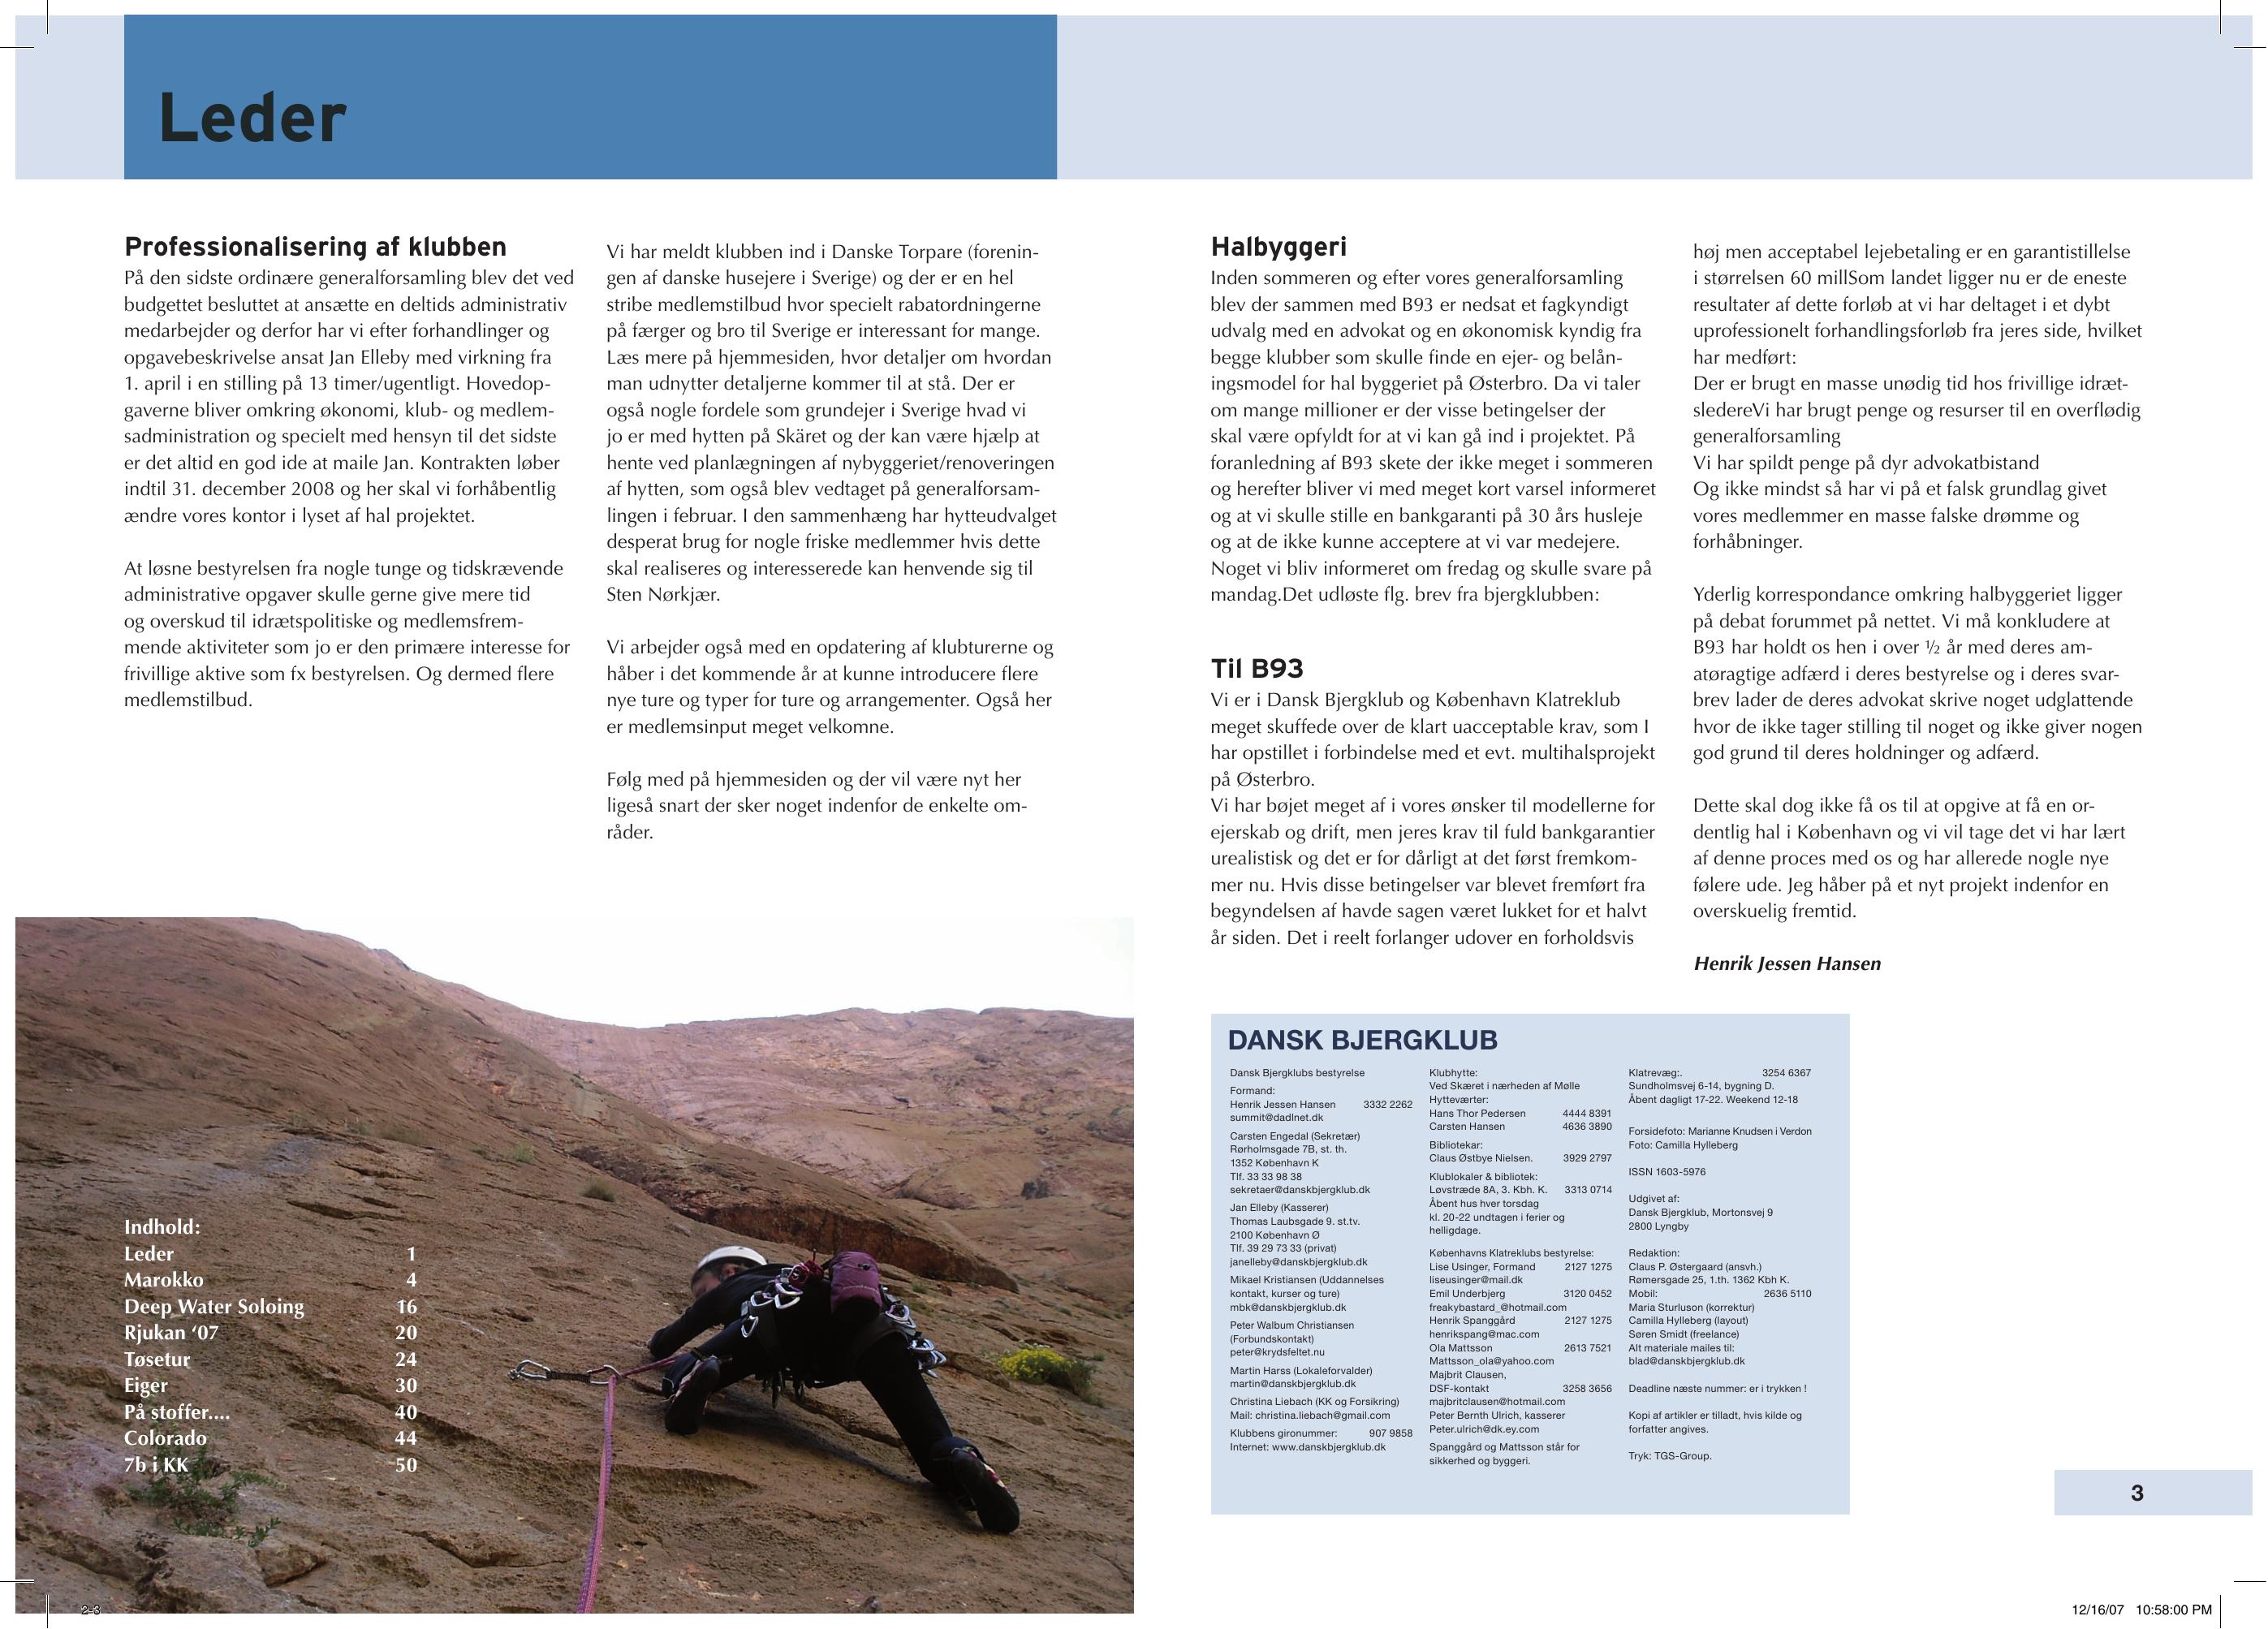 Leder
Professionalisering af klubben
På den sidste ordinære generalforsamling blev det ved
budgettet besluttet at ansætte en deltids administrativ
medarbejder og derfor har vi efter forhandlinger og
opgavebeskrivelse ansat Jan Elleby med virkning fra
1. april i en stilling på 13 timer/ugentligt. Hovedop-
gaverne bliver omkring økonomi, klub- og medlem-
sadministration og specielt med hensyn til det sidste
er det altid en god ide at maile Jan. Kontrakten løber
indtil 31. december 2008 og her skal vi forhåbentlig
ændre vores kontor i lyset af hal projektet.
At løsne bestyrelsen fra nogle tunge og tidskrævende
administrative opgaver skulle gerne give mere tid
og overskud til idrætspolitiske og medlemsfrem-
mende aktiviteter som jo er den primære interesse for
frivillige aktive som fx bestyrelsen. Og dermed flere
medlemstilbud.
Vi har meldt klubben ind i Danske Torpare (forenin-
gen af danske husejere i Sverige) og der er en hel
stribe medlemstilbud hvor specielt rabatordningerne
på færger og bro til Sverige er interessant for mange.
Læs mere på hjemmesiden, hvor detaljer om hvordan
man udnytter detaljerne kommer til at stå. Der er
også nogle fordele som grundejer i Sverige hvad vi
jo er med hytten på Skäret og der kan være hjælp at
hente ved planlægningen af nybyggeriet/renoveringen
af hytten, som også blev vedtaget på generalforsam-
lingen i februar. I den sammenhæng har hytteudvalget
desperat brug for nogle friske medlemmer hvis dette
skal realiseres og interesserede kan henvende sig til
Sten Nørkjær.
Vi arbejder også med en opdatering af klubturerne og
håber i det kommende år at kunne introducere flere
nye ture og typer for ture og arrangementer. Også her
er medlemsinput meget velkomne.
Følg med på hjemmesiden og der vil være nyt her
ligeså snart der sker noget indenfor de enkelte om-
råder.
Indhold:
Leder 1
Marokko 4
Deep Water Soloing 16
Rjukan ‘07 20
Tøsetur 24
Eiger 30
På stoffer.... 40
Colorado 44
7b i KK 50
Halbyggeri
Inden sommeren og efter vores generalforsamling
blev der sammen med B93 er nedsat et fagkyndigt
udvalg med en advokat og en økonomisk kyndig fra
begge klubber som skulle finde en ejer- og belån-
ingsmodel for hal byggeriet på Østerbro. Da vi taler
om mange millioner er der visse betingelser der
skal være opfyldt for at vi kan gå ind i projektet. På
foranledning af B93 skete der ikke meget i sommeren
og herefter bliver vi med meget kort varsel informeret
og at vi skulle stille en bankgaranti på 30 års husleje
og at de ikke kunne acceptere at vi var medejere.
Noget vi bliv informeret om fredag og skulle svare på
mandag.Det udløste flg. brev fra bjergklubben:
Til B93
Vi er i Dansk Bjergklub og København Klatreklub
meget skuffede over de klart uacceptable krav, som I
har opstillet i forbindelse med et evt. multihalsprojekt
på Østerbro.
Vi har bøjet meget af i vores ønsker til modellerne for
ejerskab og drift, men jeres krav til fuld bankgarantier
urealistisk og det er for dårligt at det først fremkom-
mer nu. Hvis disse betingelser var blevet fremført fra
begyndelsen af havde sagen været lukket for et halvt
år siden. Det i reelt forlanger udover en forholdsvis
høj men acceptabel lejebetaling er en garantistillelse
i størrelsen 60 millSom landet ligger nu er de eneste
resultater af dette forløb at vi har deltaget i et dybt
uprofessionelt forhandlingsforløb fra jeres side, hvilket
har medført:
Der er brugt en masse unødig tid hos frivillige idræt-
sledereVi har brugt penge og resurser til en overflødig
generalforsamling
Vi har spildt penge på dyr advokatbistand
Og ikke mindst så har vi på et falsk grundlag givet
vores medlemmer en masse falske drømme og
forhåbninger.
Yderlig korrespondance omkring halbyggeriet ligger
på debat forummet på nettet. Vi må konkludere at
B93 har holdt os hen i over ½ år med deres am-
atøragtige adfærd i deres bestyrelse og i deres svar-
brev lader de deres advokat skrive noget udglattende
hvor de ikke tager stilling til noget og ikke giver nogen
god grund til deres holdninger og adfærd.
Dette skal dog ikke få os til at opgive at få en or-
dentlig hal i København og vi vil tage det vi har lært
af denne proces med os og har allerede nogle nye
følere ude. Jeg håber på et nyt projekt indenfor en
overskuelig fremtid.
Henrik Jessen Hansen
DANSK BJERGKLUB
Dansk Bjergklubs bestyrelse
Formand:
Henrik Jessen Hansen 3332 2262
summit@dadlnet.dk
Carsten Engedal (Sekretær)
Rørholmsgade 7B, st. th.
1352 København K
Tlf. 33 33 98 38
sekretaer@danskbjergklub.dk
Jan Elleby (Kasserer)
Thomas Laubsgade 9. st.tv.
2100 København Ø
Tlf. 39 29 73 33 (privat)
janelleby@danskbjergklub.dk
Mikael Kristiansen (Uddannelses
kontakt, kurser og ture)
mbk@danskbjergklub.dk
Peter Walbum Christiansen
(Forbundskontakt)
peter@krydsfeltet.nu
Martin Harss (Lokaleforvalder)
martin@danskbjergklub.dk
Christina Liebach (KK og Forsikring)
Mail: christina.liebach@gmail.com
Klubbens gironummer: 907 9858
Internet: www.danskbjergklub.dk
Klubhytte:
Ved Skæret i nærheden af Mølle
Hytteværter:
Hans Thor Pedersen 4444 8391
Carsten Hansen 4636 3890
Bibliotekar:
Claus Østbye Nielsen. 3929 2797
Klublokaler & bibliotek:
Løvstræde 8A, 3. Kbh. K. 3313 0714
Åbent hus hver torsdag
kl. 20-22 undtagen i ferier og
helligdage.
Københavns Klatreklubs bestyrelse:
Lise Usinger, Formand 2127 1275
liseusinger@mail.dk
Emil Underbjerg 3120 0452
freakybastard_@hotmail.com
Henrik Spanggård 2127 1275
henrikspang@mac.com
Ola Mattsson 2613 7521
Mattsson_ola@yahoo.com
Majbrit Clausen,
DSF-kontakt 3258 3656
majbritclausen@hotmail.com
Peter Bernth Ulrich, kasserer
Peter.ulrich@dk.ey.com
Spanggård og Mattsson står for
sikkerhed og byggeri.
Klatrevæg:. 3254 6367
Sundholmsvej 6-14, bygning D.
Åbent dagligt 17-22. Weekend 12-18
Forsidefoto: Marianne Knudsen i Verdon
Foto: Camilla Hylleberg
ISSN 1603-5976
Udgivet af:
Dansk Bjergklub, Mortonsvej 9
2800 Lyngby
Redaktion:
Claus P. Østergaard (ansvh.)
Rømersgade 25, 1.th. 1362 Kbh K.
Mobil: 2636 5110
Maria Sturluson (korrektur)
Camilla Hylleberg (layout)
Søren Smidt (freelance)
Alt materiale mailes til:
blad@danskbjergklub.dk
Deadline næste nummer: er i trykken !
Kopi af artikler er tilladt, hvis kilde og
forfatter angives.
Tryk: TGS-Group.
3
2-3
12/16/07 10:58:00 PM